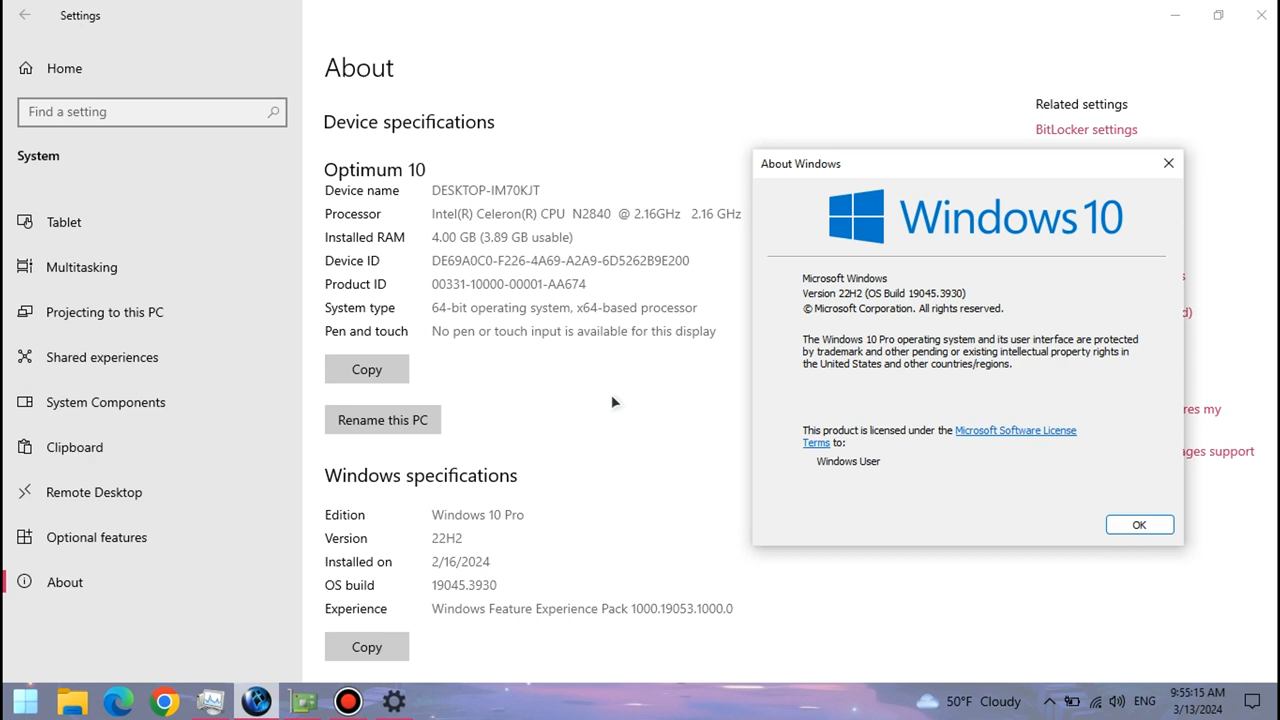 Settings
Home
Find a setting
System
Tablet
Multitasking
Projecting to this PC
Shared experiences
System Components
Clipboard
Remote Desktop
Optional features
About
About
Device specifications
Optimum 10
Device name DESKTOP-IM70KJT
Processor Intel(R) Celeron(R) CPU N2840 @ 2.16GHz 2.16 GHz
Installed RAM 4.00 GB (3.89 GB usable)
Device ID DE69A0C0-F226-4A69-A2A9-6D5262B9E200
Product ID 00331-10000-00001-AA674
System type 64-bit operating system, x64-based processor
Pen and touch No pen or touch input is available for this display
Copy
Rename this PC
Windows specifications
Edition Windows 10 Pro
Version 22H2
Installed on 2/16/2024
OS build 19045.3930
Experience Windows Feature Experience Pack 1000.19053.1000.0
Copy
Related settings
BitLocker settings
About Windows
Windows 10
Microsoft Windows
Version 22H2 (OS Build 19045.3930)
© Microsoft Corporation. All rights reserved.
The Windows 10 Pro operating system and its user interface are protected
by trademark and other pending or existing intellectual property rights in
the United States and other countries/regions.
This product is licensed under the Microsoft Software License
Terms to:
Windows User
OK
my
support
50°F Cloudy
ENG
9:55:15 AM
3/13/2024